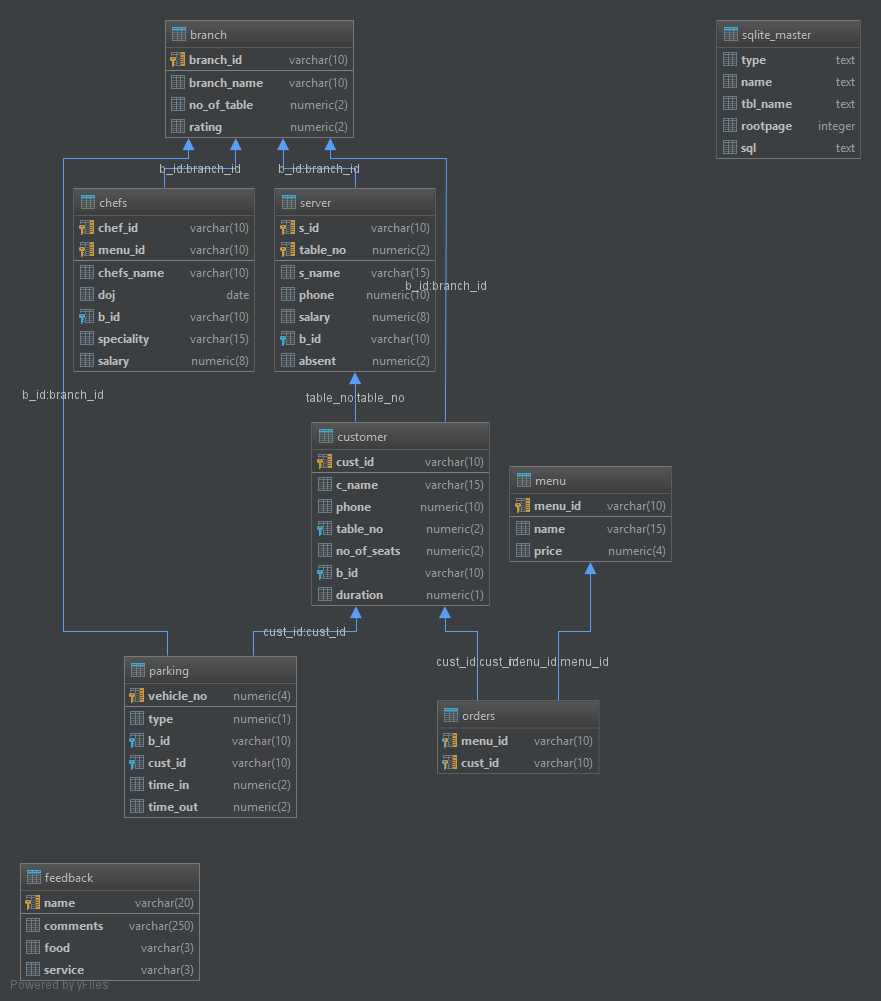 branch
branch_id varchar(10)
branch_name varchar(10)
no_of_table numeric(2)
rating numeric(2)
sqlite_master
type text
name text
tbl_name text
rootpage integer
sql text
b_id:branch_id
b_id:branch_id
chefs
chef_id varchar(10)
menu_id varchar(10)
chefs_name varchar(10)
doj date
b_id varchar(10)
speciality varchar(15)
salary numeric(8)
server
s_id varchar(10)
table_no numeric(2)
s_name varchar(15)
phone numeric(10)
salary numeric(8)
b_id varchar(10)
absent numeric(2)
b_id:branch_id
b_id:branch_id
table_no:table_no
customer
cust_id varchar(10)
c_name varchar(15)
phone numeric(10)
table_no numeric(2)
no_of_seats numeric(2)
b_id varchar(10)
duration numeric(1)
menu
menu_id varchar(10)
name varchar(15)
price numeric(4)
cust_id:cust_id
cust_id:cust_id
menu_id:menu_id
parking
vehicle_no numeric(4)
type numeric(1)
b_id varchar(10)
cust_id varchar(10)
time_in numeric(2)
time_out numeric(2)
orders
menu_id varchar(10)
cust_id varchar(10)
feedback
name varchar(20)
comments varchar(250)
food varchar(3)
service varchar(3)
Powered by yFiles